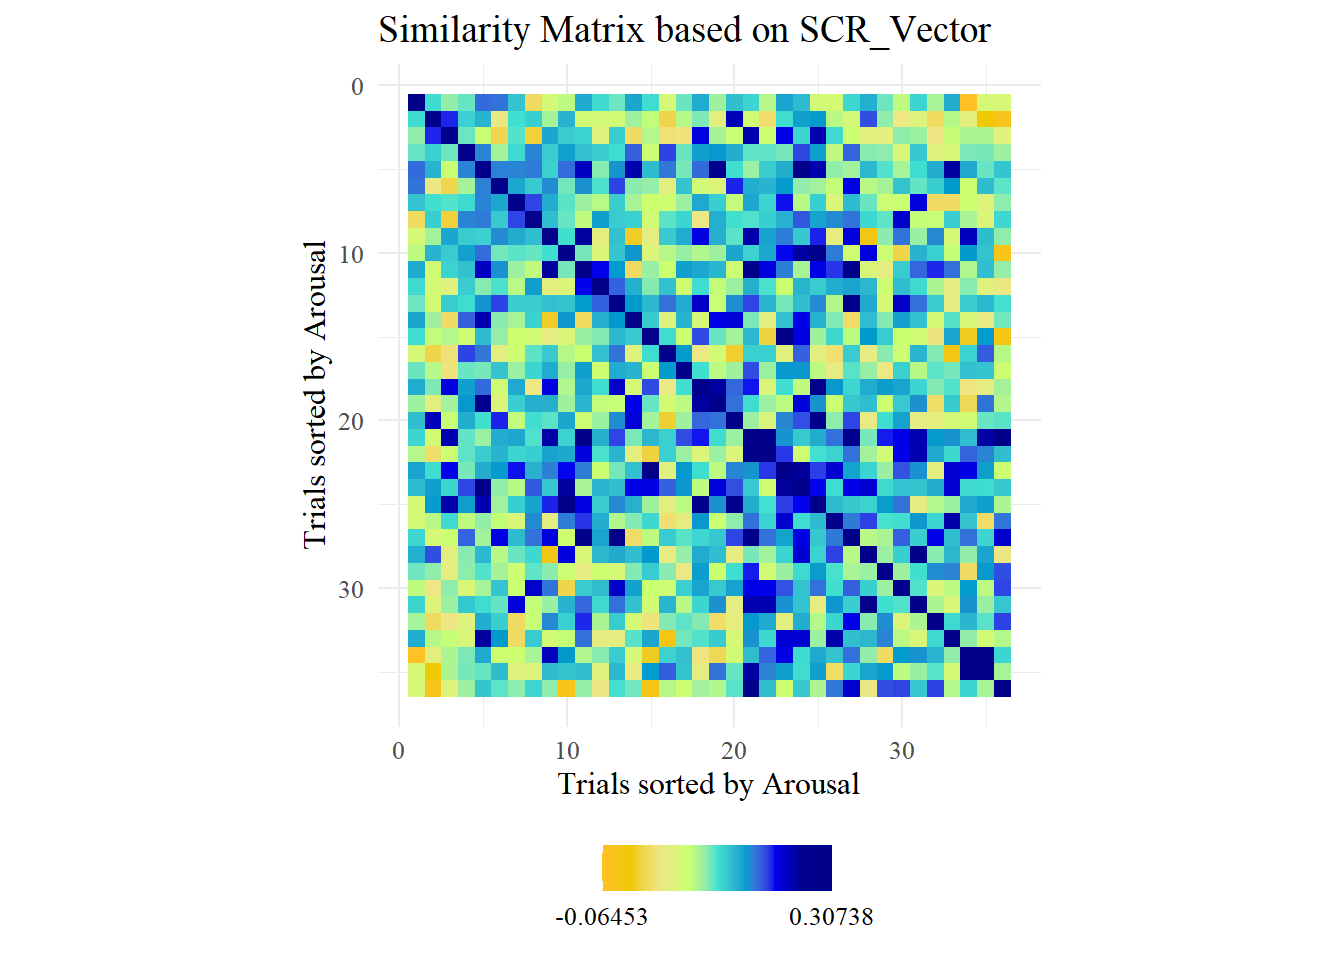 Similarity Matrix based on SCR_Vector
0
10
20
30
Trials sorted by Arousal
0 10 20 30
Trials sorted by Arousal
-0.06453 0.30738